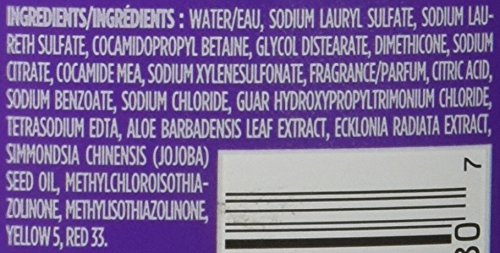 INGREDIENTS/INGRÉDIENTS : WATER/EAU, SODIUM LAURYL SULFATE, SODIUM LAU-
RETH SULFATE, COCAMIDOPROPYL BETAINE, GLYCOL DISTEARATE, DIMETHICONE, SODIUM
CITRATE, COCAMIDE MEA, SODIUM XYLENESULFONATE, FRAGRANCE/PARFUM, CITRIC ACID,
SODIUM BENZOATE, SODIUM CHLORIDE, GUAR HYDROXYPROPYLTRIMONIUM CHLORIDE,
TETRASODIUM EDTA, ALOE BARBADENSIS LEAF EXTRACT, ECKLONIA RADIATA EXTRACT,
SIMMONDSIA CHINENSIS (JOJOBA)
SEED OIL, METHYLCHLOROISOTHIA-
ZOLINONE, METHYLISOTHIAZOLINONE,
YELLOW 5, RED 33.
7